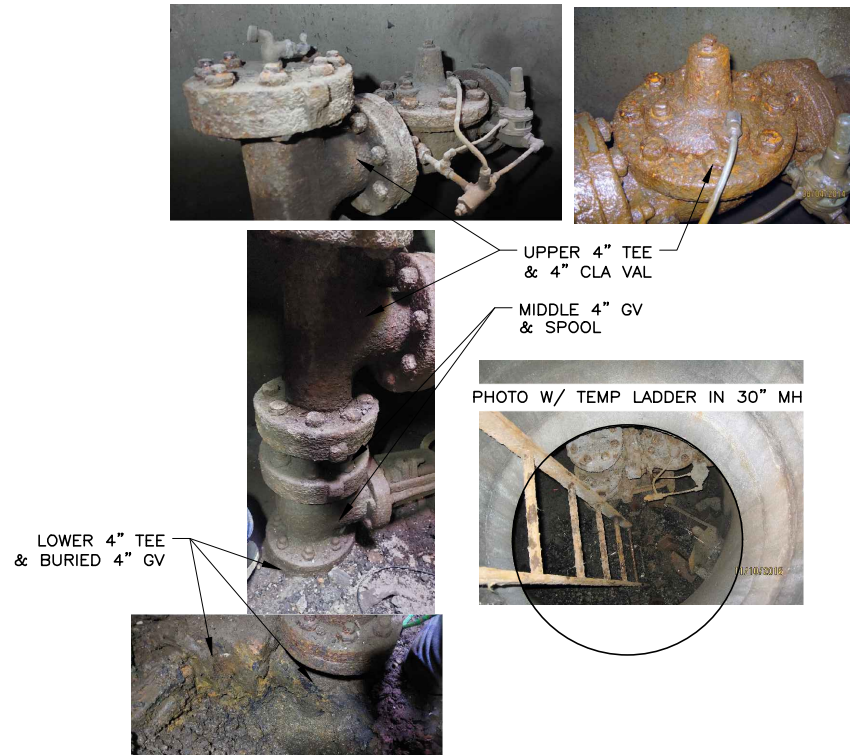 UPPER 4" TEE
& 4" CLA VAL
MIDDLE 4" GV
& SPOOL
PHOTO W/ TEMP LADDER IN 30" MH
LOWER 4" TEE
& BURIED 4" GV